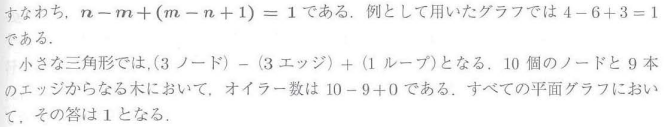 すなわち，n − m + (m − n + 1) = 1 である．例として用いたグラフでは 4 − 6 + 3 = 1
である．
小さな三角形では，(3 ノード) − (3 エッジ) + (1 ループ)となる．10 個のノードと 9 本
のエッジからなる木において，オイラー数は 10 − 9 + 0 である．すべての平面グラフにおい
て，その答は 1 となる．